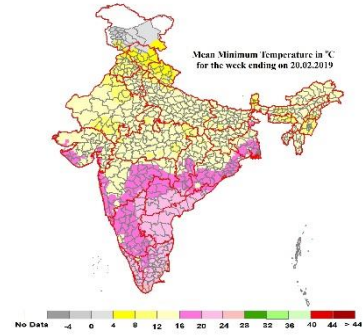 Mean Minimum Temperature in °C
for the week ending on 20.02.2019
No Data -4 0 4 8 12 16 20 24 28 32 36 40 44 > 44